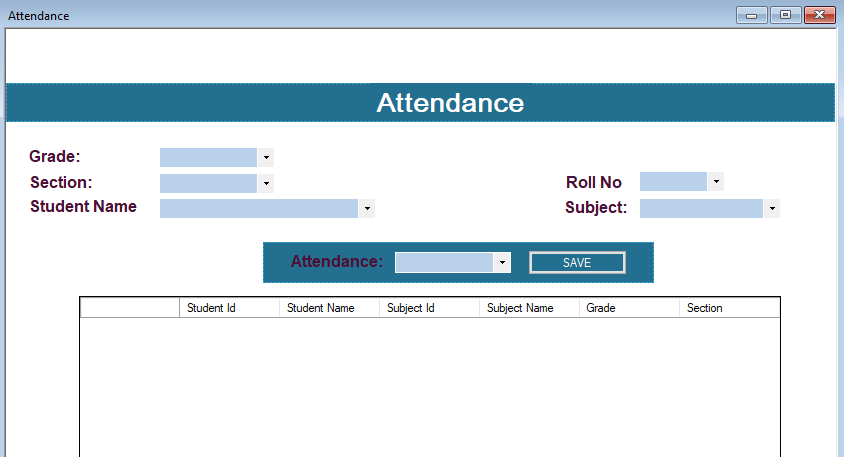 Attendance
Attendance
Grade:
Section:
Roll No
Student Name
Subject:
Attendance:
SAVE
Student Id
Student Name
Subject Id
Subject Name
Grade
Section